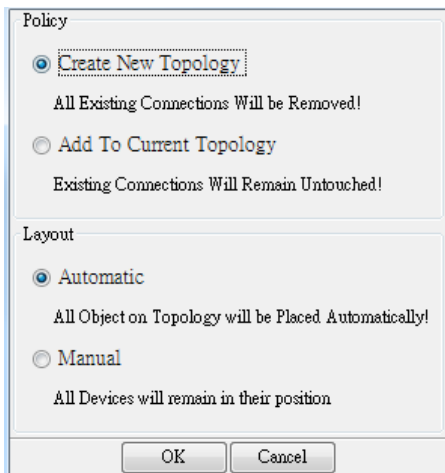 Policy
Create New Topology
All Existing Connections Will be Removed!
Add To Current Topology
Existing Connections Will Remain Untouched!
Layout
Automatic
All Object on Topology will be Placed Automatically!
Manual
All Devices will remain in their position
OK Cancel